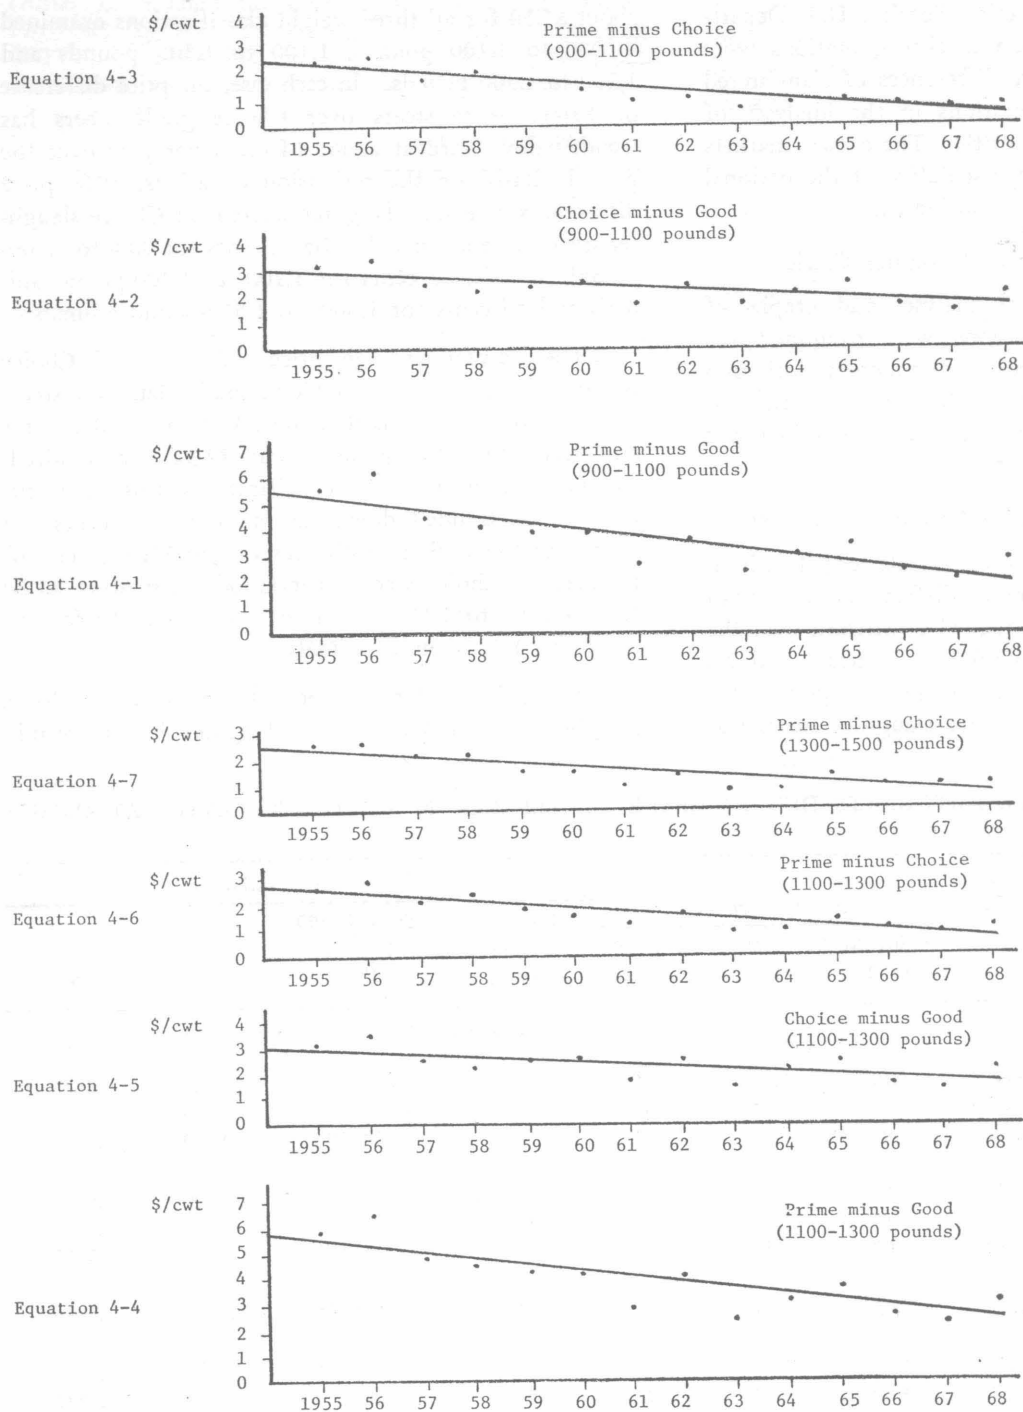 $/cwt
4
3
2
1
0
Prime minus Choice
(900-1100 pounds)
Equation 4-3
1955 56 57 58 59 60 61 62 63 64 65 66 67 68
$/cwt
4
3
2
1
0
Choice minus Good
(900-1100 pounds)
Equation 4-2
1955 56 57 58 59 60 61 62 63 64 65 66 67 68
$/cwt
7
6
5
4
3
2
1
0
Prime minus Good
(900-1100 pounds)
Equation 4-1
1955 56 57 58 59 60 61 62 63 64 65 66 67 68
$/cwt
3
2
1
0
Prime minus Choice
(1300-1500 pounds)
Equation 4-7
1955 56 57 58 59 60 61 62 63 64 65 66 67 68
$/cwt
3
2
1
0
Prime minus Choice
(1100-1300 pounds)
Equation 4-6
1955 56 57 58 59 60 61 62 63 64 65 66 67 68
$/cwt
4
3
2
1
0
Choice minus Good
(1100-1300 pounds)
Equation 4-5
1955 56 57 58 59 60 61 62 63 64 65 66 67 68
$/cwt
7
6
5
4
3
2
1
0
Prime minus Good
(1100-1300 pounds)
Equation 4-4
1955 56 57 58 59 60 61 62 63 64 65 66 67 68